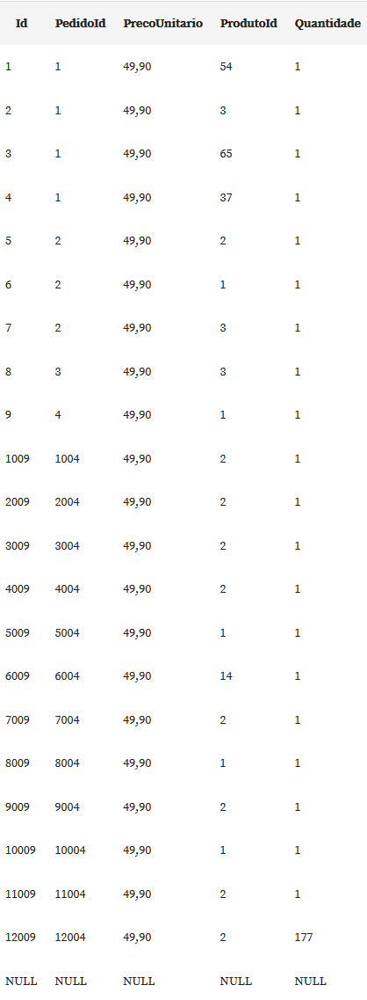 Id PedidoId PrecoUnitario ProdutoId Quantidade
1 1 49,90 54 1
2 1 49,90 3 1
3 1 49,90 65 1
4 1 49,90 37 1
5 2 49,90 2 1
6 2 49,90 1 1
7 2 49,90 3 1
8 3 49,90 3 1
9 4 49,90 1 1
1009 1004 49,90 2 1
2009 2004 49,90 2 1
3009 3004 49,90 2 1
4009 4004 49,90 2 1
5009 5004 49,90 1 1
6009 6004 49,90 14 1
7009 7004 49,90 2 1
8009 8004 49,90 1 1
9009 9004 49,90 2 1
10009 10004 49,90 1 1
11009 11004 49,90 2 1
12009 12004 49,90 2 177
NULL NULL NULL NULL NULL